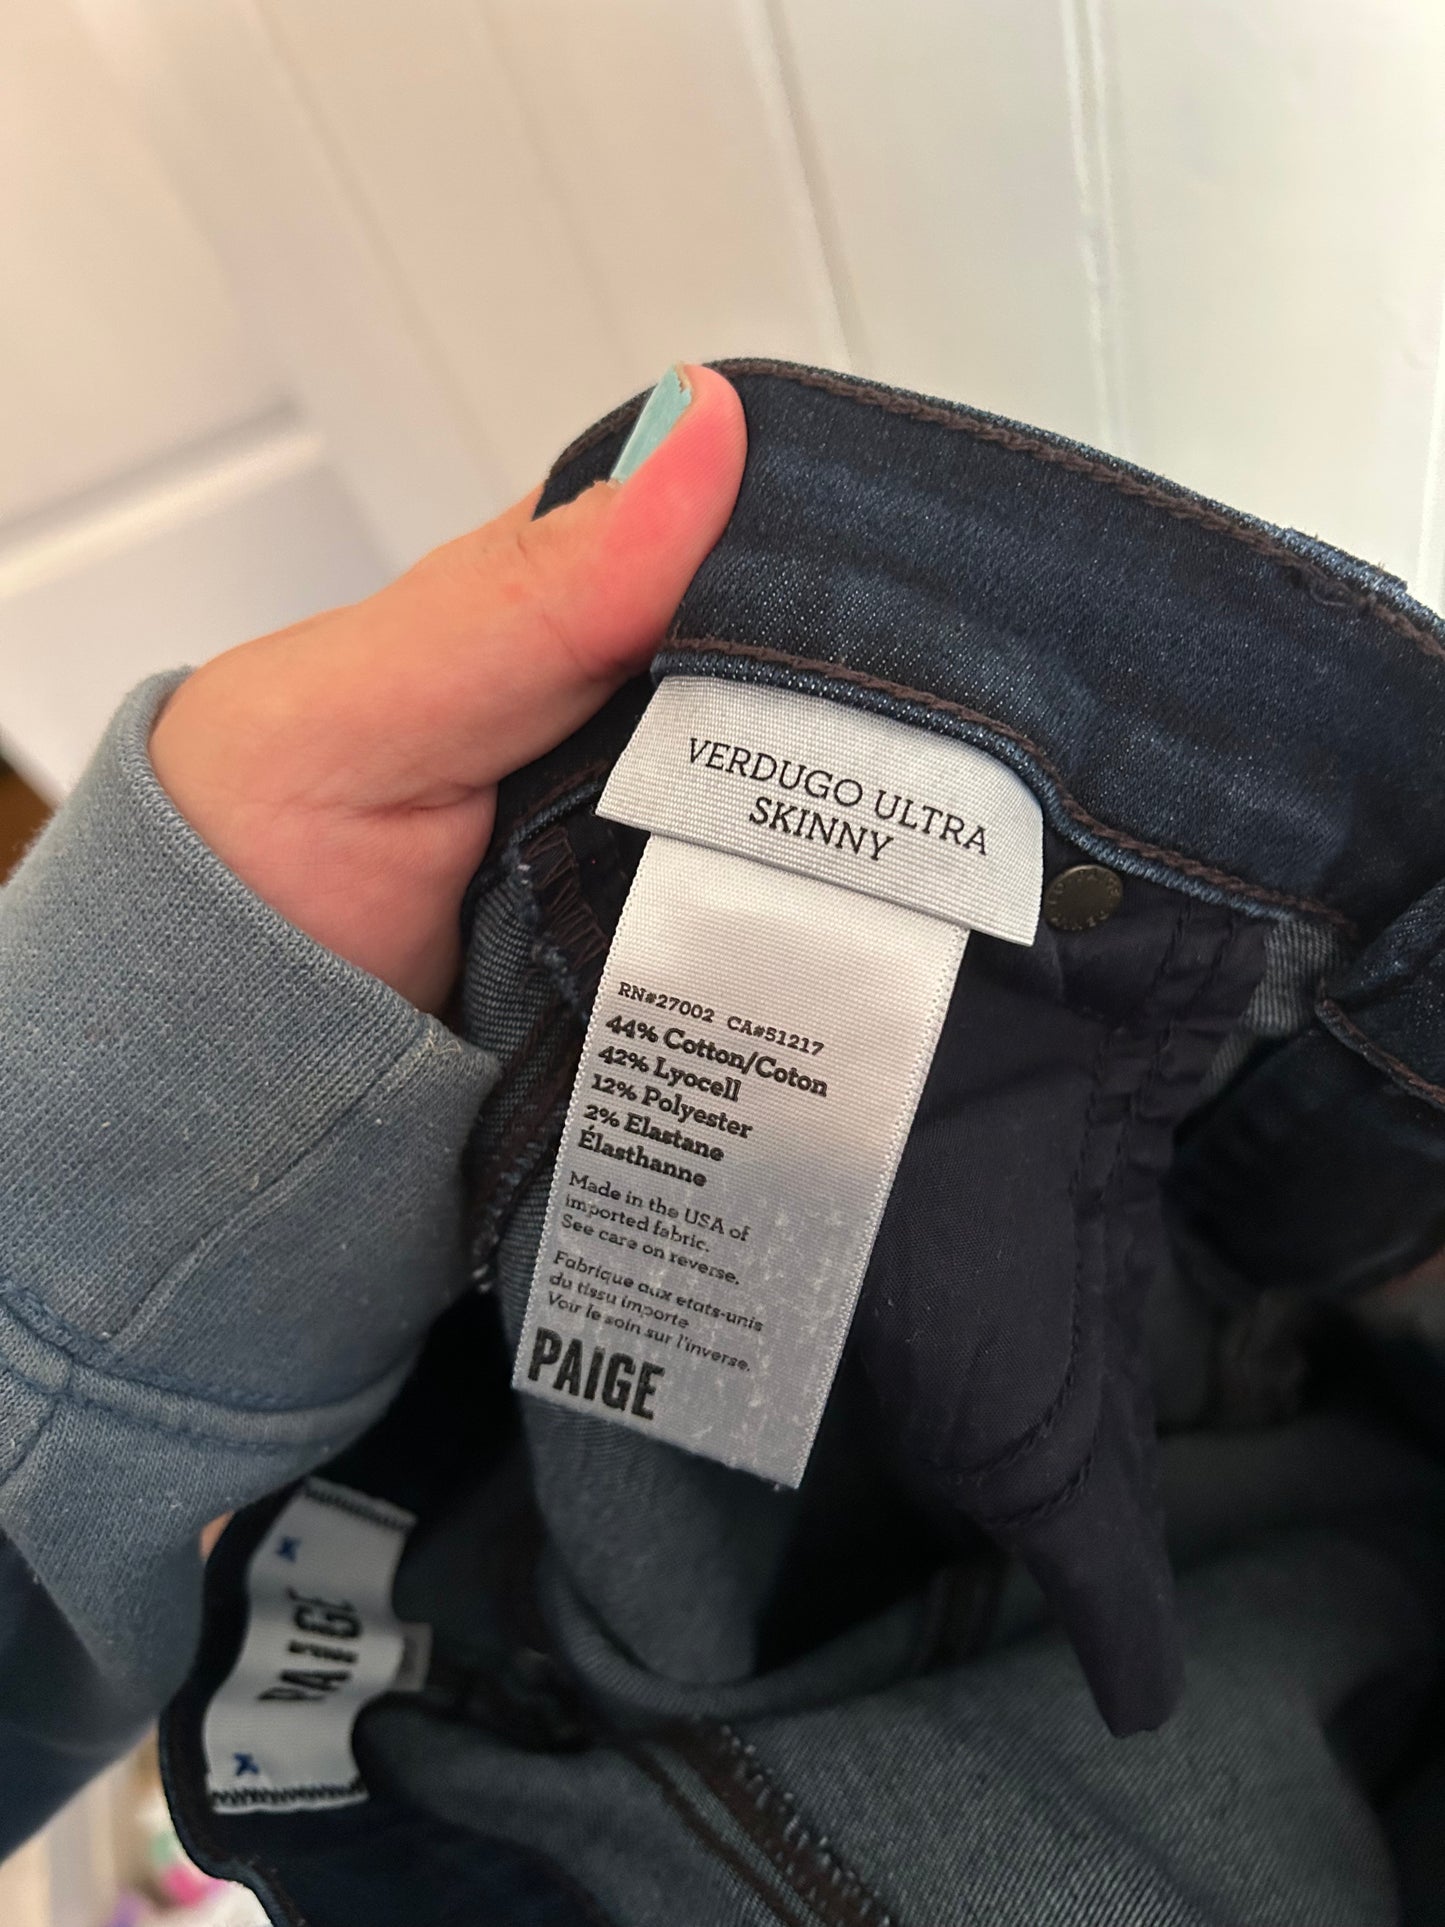 VERDUGO ULTRA
SKINNY
RN#27002 CA#51217
44% Cotton/Coton
42% Lyocell
12% Polyester
2% Elastane
Élasthanne
Made in the USA of
imported fabric.
See care on reverse.
Fabrique aux etats-unis
du tissu importe
Voir le soin sur l'inverse.
PAIGE
PAIGE